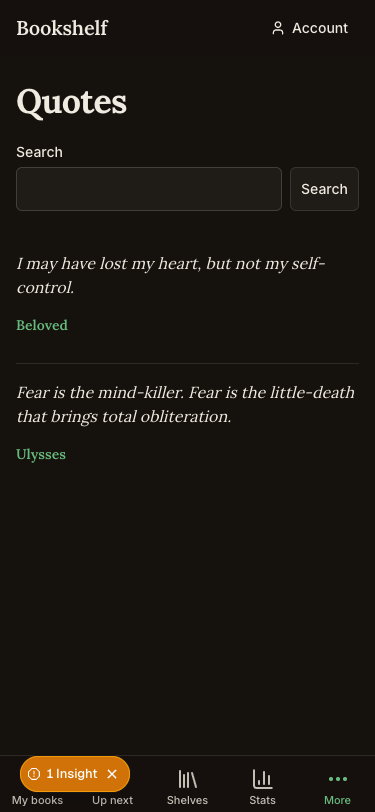 Bookshelf
Account
Quotes
Search
Search
I may have lost my heart, but not my self-
control.
Beloved
Fear is the mind-killer. Fear is the little-death
that brings total obliteration.
Ulysses
1 Insight
My books
Up next
Shelves
Stats
More